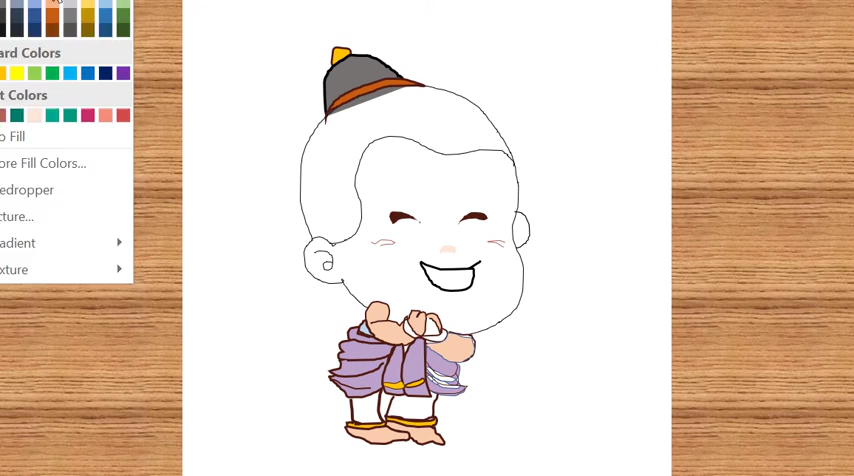 ard Colors
t Colors
o Fill
ore Fill Colors...
edropper
cture...
adient
xture